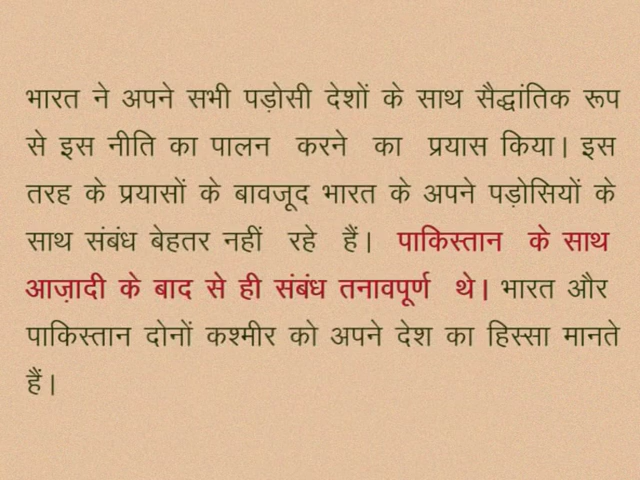 भारत ने अपने सभी पड़ोसी देशों के साथ सैद्धांतिक रूप
से इस नीति का पालन करने का प्रयास किया। इस
तरह के प्रयासों के बावजूद भारत के अपने पड़ोसियों के
साथ संबंध बेहतर नहीं रहे हैं। पाकिस्तान के साथ
आज़ादी के बाद से ही संबंध तनावपूर्ण थे। भारत और
पाकिस्तान दोनों कश्मीर को अपने देश का हिस्सा मानते
हैं।